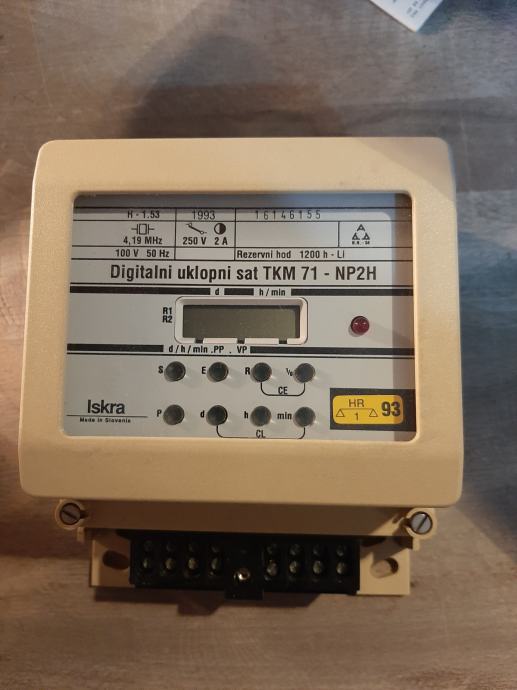 H - 1.53 1993 16146155
4,19 MHz 250 V 2 A
100 V 50 Hz Rezervni hod 1200 h - Li
Digitalni uklopni sat TKM 71 - NP2H
d h/min
R1
R2
d/h/min .PP . VP
S E R
CE
Iskra
Made in Slovenia
P d h min
CL
HR
1
93